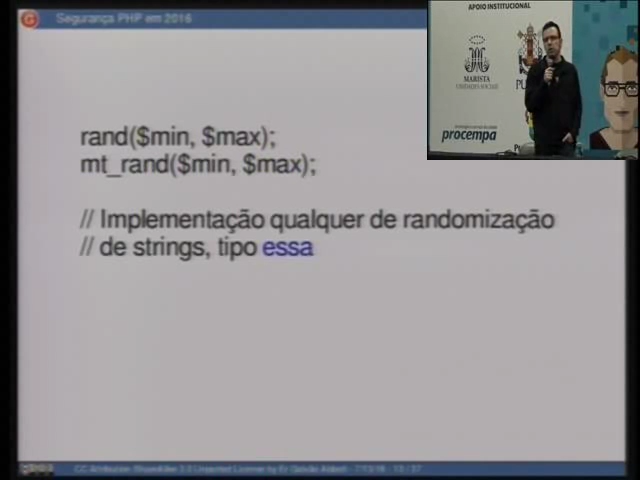 Segurança PHP em 2016
APOIO INSTITUCIONAL
MARISTA
procempa
rand($min, $max);
mt_rand($min, $max);
// Implementação qualquer de randomização
// de strings, tipo essa